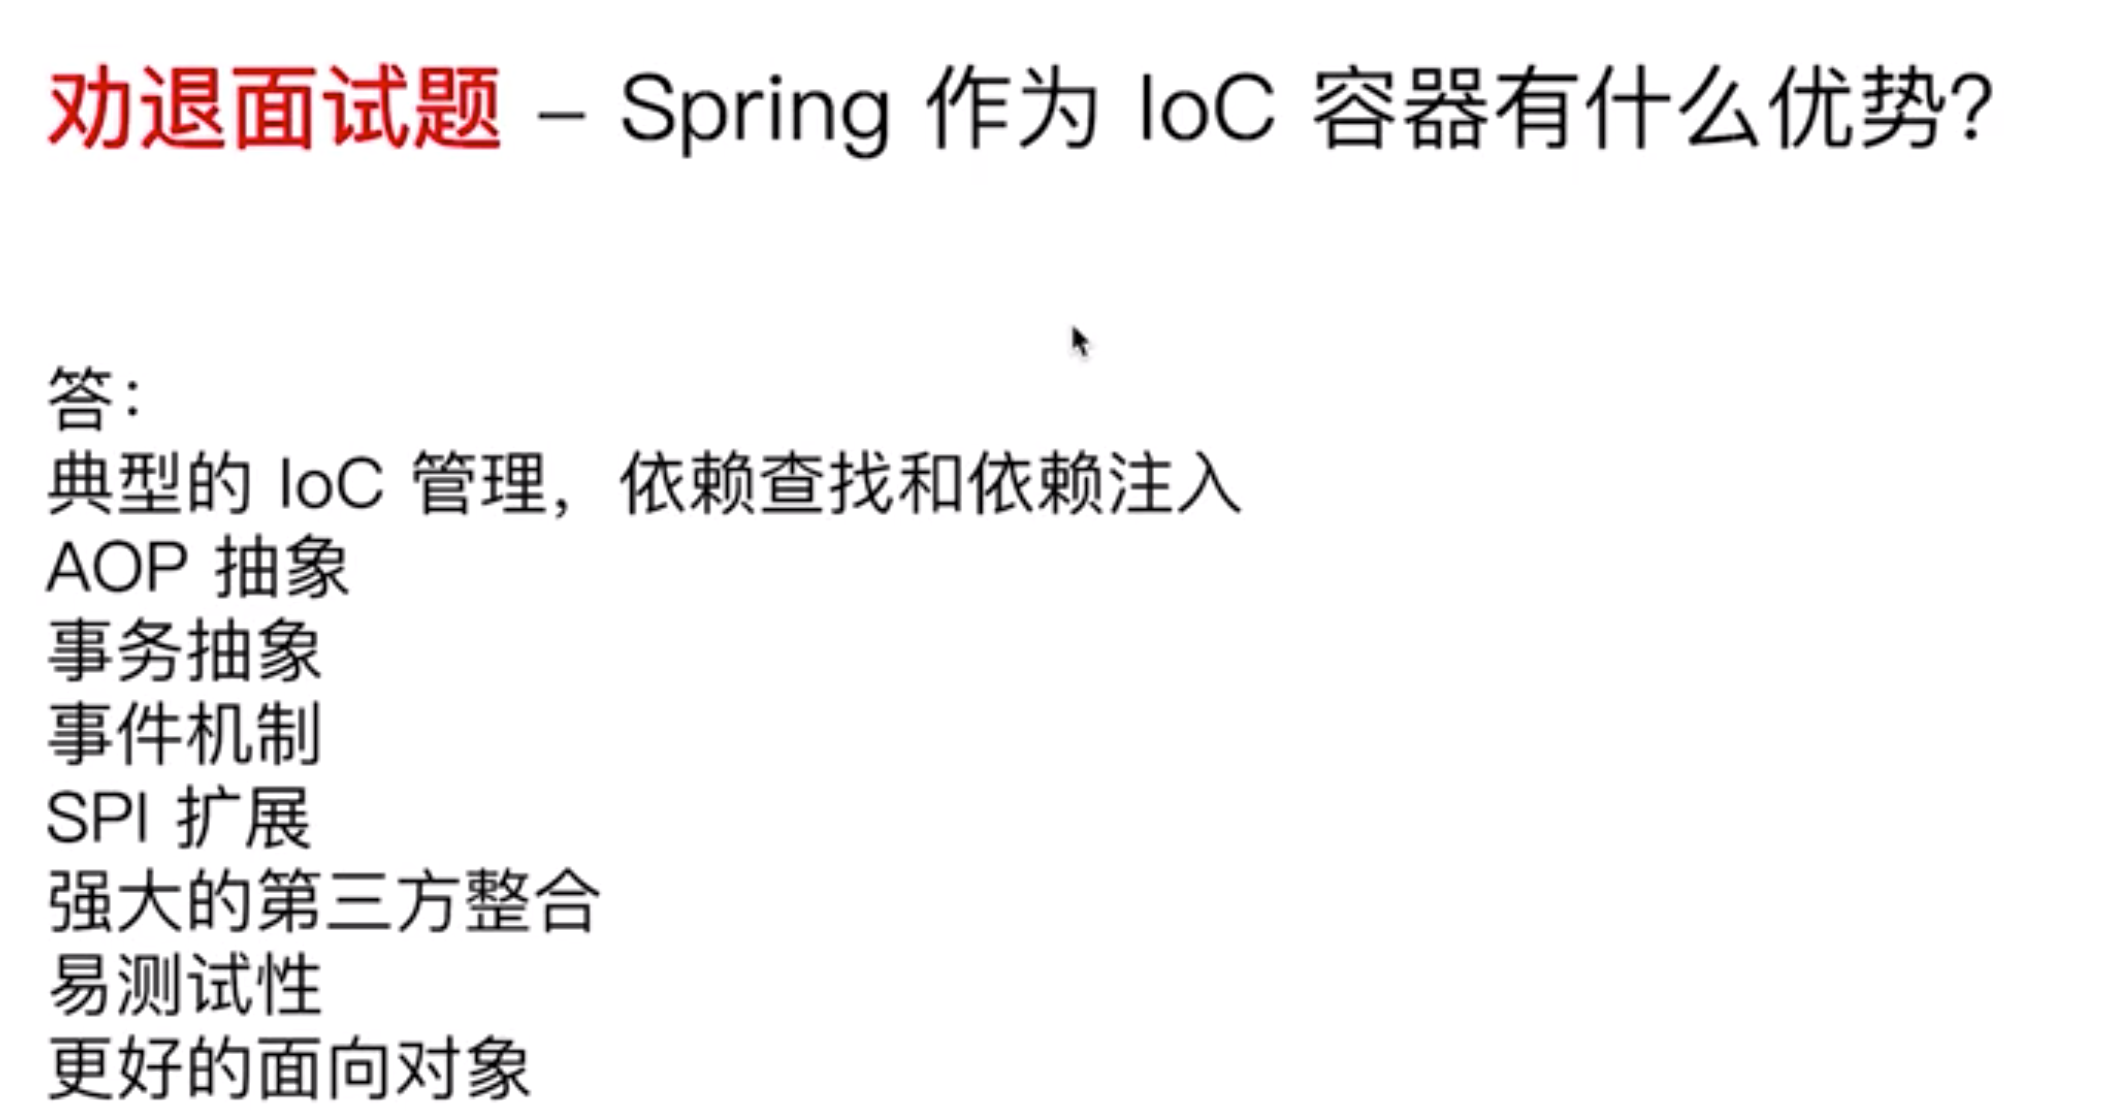 劝退面试题 – Spring 作为 IoC 容器有什么优势?
答：
典型的 IoC 管理，依赖查找和依赖注入
AOP 抽象
事务抽象
事件机制
SPI 扩展
强大的第三方整合
易测试性
更好的面向对象